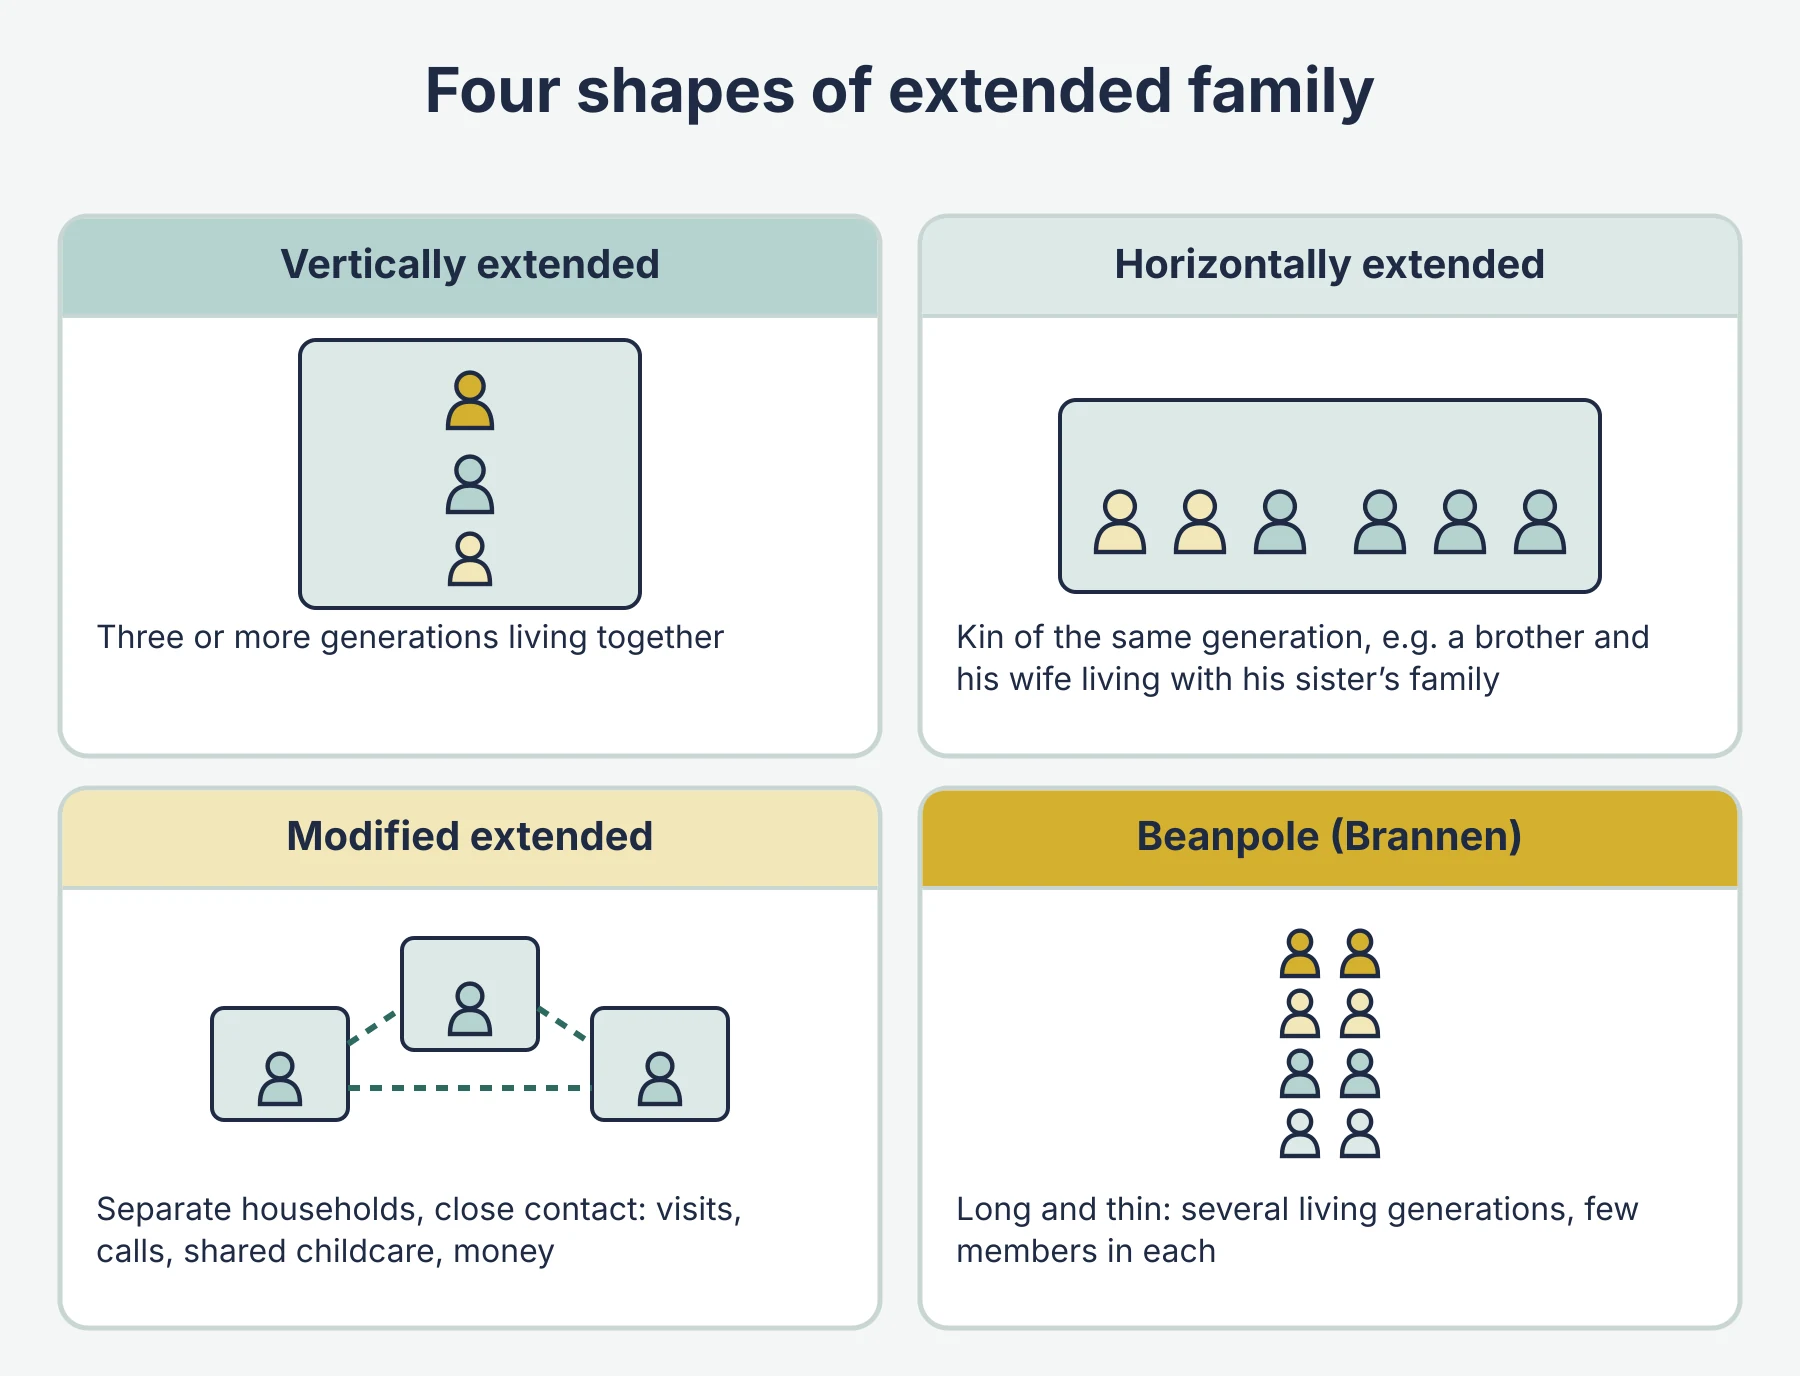 Four shapes of extended family
Vertically extended
Three or more generations living together
Horizontally extended
Kin of the same generation, e.g. a brother and
his wife living with his sister’s family
Modified extended
Separate households, close contact: visits,
calls, shared childcare, money
Beanpole (Brannen)
Long and thin: several living generations, few
members in each